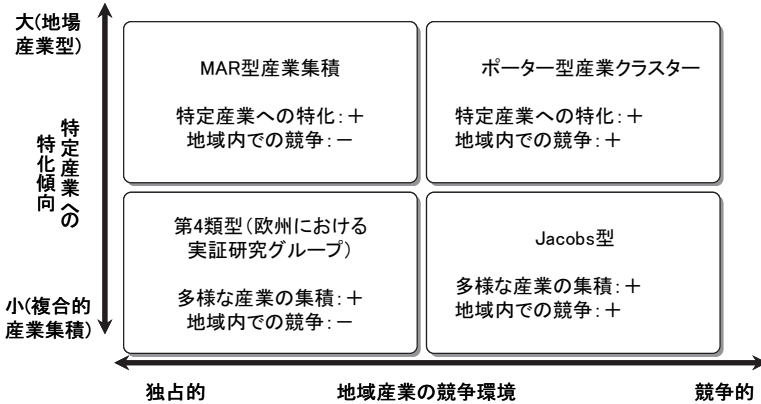 大(地場
産業型)
特定産業への
特化傾向
小(複合的
産業集積)
MAR型産業集積
特定産業への特化：＋
地域内での競争：－
ポーター型産業クラスター
特定産業への特化：＋
地域内での競争：＋
第4類型（欧州における
実証研究グループ）
多様な産業の集積：＋
地域内での競争：－
Jacobs型
多様な産業の集積：＋
地域内での競争：＋
独占的
地域産業の競争環境
競争的